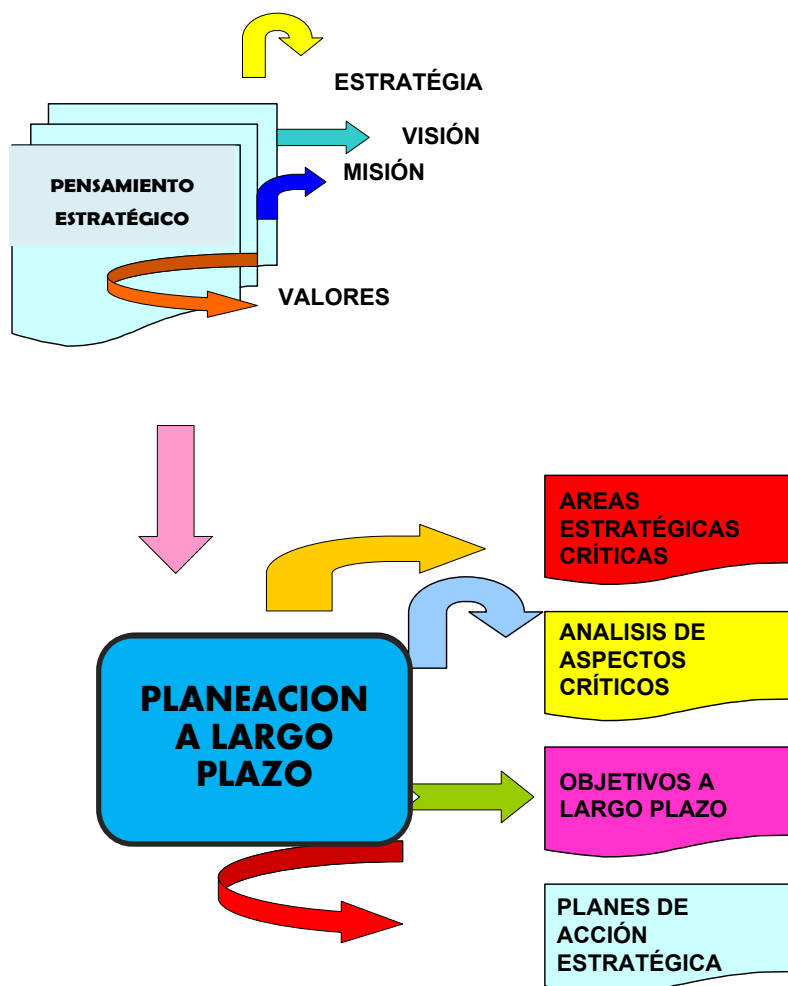 ESTRATÉGIA
VISIÓN
MISIÓN
PENSAMIENTO
ESTRATÉGICO
VALORES
AREAS
ESTRATÉGICAS
CRÍTICAS
ANALISIS DE
ASPECTOS
CRÍTICOS
PLANEACION
A LARGO
PLAZO
OBJETIVOS A
LARGO PLAZO
PLANES DE
ACCIÓN
ESTRATÉGICA